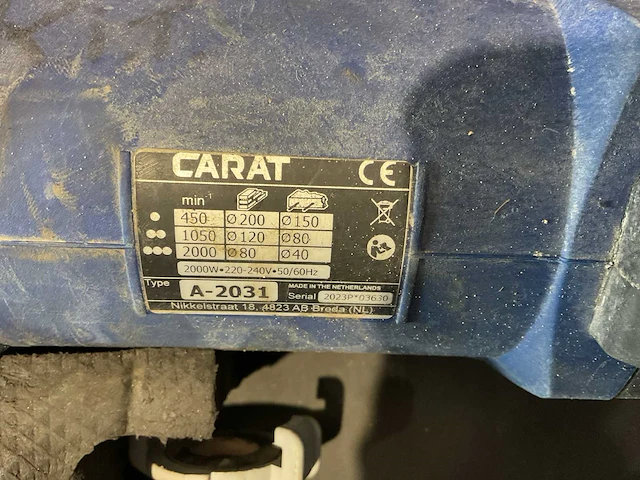 CARAT CE
min⁻¹
450 Ø200 Ø150
1050 Ø120 Ø80
2000 Ø80 Ø40
2000W•220-240V•50/60Hz
Type A-2031 MADE IN THE NETHERLANDS
Serial 2023P*03630
Nikkelstraat 18, 4823 AB Breda (NL)